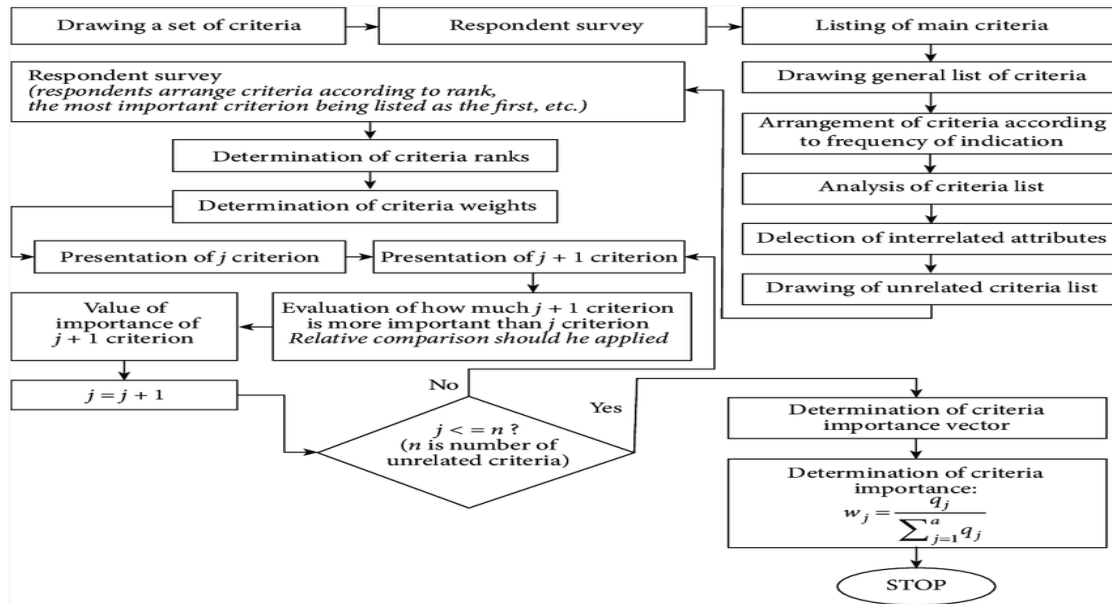 Drawing a set of criteria
Respondent survey
Listing of main criteria
Drawing general list of criteria
Arrangement of criteria according
to frequency of indication
Analysis of criteria list
Delection of interrelated attributes
Drawing of unrelated criteria list
Respondent survey
(respondents arrange criteria according to rank,
the most important criterion being listed as the first, etc.)
Determination of criteria ranks
Determination of criteria weights
Presentation of j criterion
Presentation of j + 1 criterion
Evaluation of how much j + 1 criterion
is more important than j criterion
Relative comparison should he applied
Value of
importance of
j + 1 criterion
j = j + 1
j < = n ?
(n is number of
unrelated criteria)
No
Yes
Determination of criteria
importance vector
Determination of criteria
importance:
w_j = q_j / ∑_{j=1}^{a} q_j
STOP